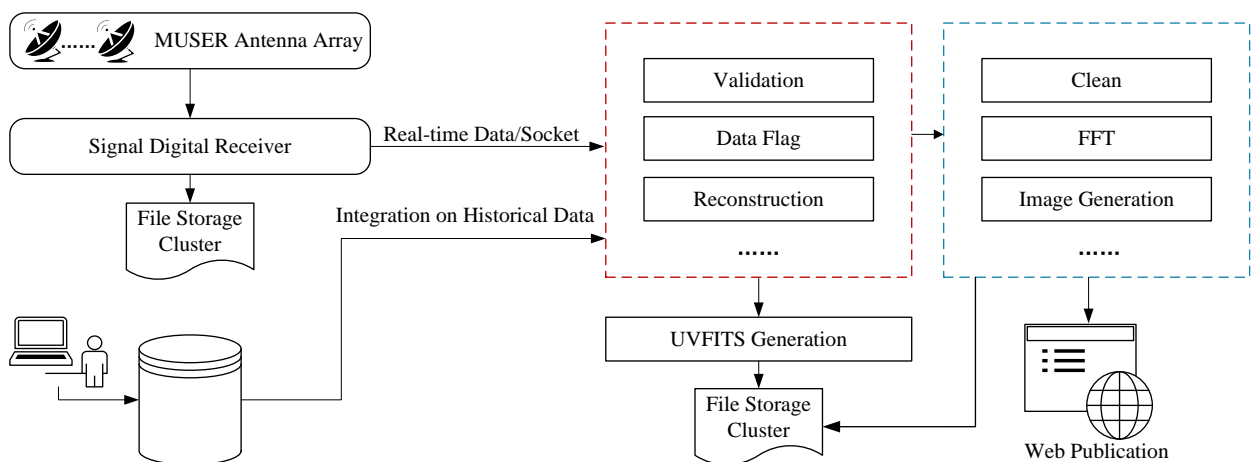 ...... MUSER Antenna Array
Signal Digital Receiver
Real-time Data/Socket
File Storage
Cluster
Integration on Historical Data
Validation
Data Flag
Reconstruction
......
Clean
FFT
Image Generation
......
UVFITS Generation
File Storage
Cluster
Web Publication